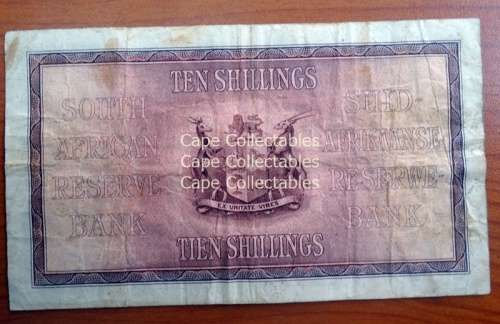 TEN SHILLINGS
SOUTH
AFRICAN
RESERVE
BANK
Cape Collectables
Cape Collectables
Cape Collectables
EX UNITATE VIRES
SUID-
AFRIKAANSE
RESERWE-
BANK
TIEN SHILLINGS